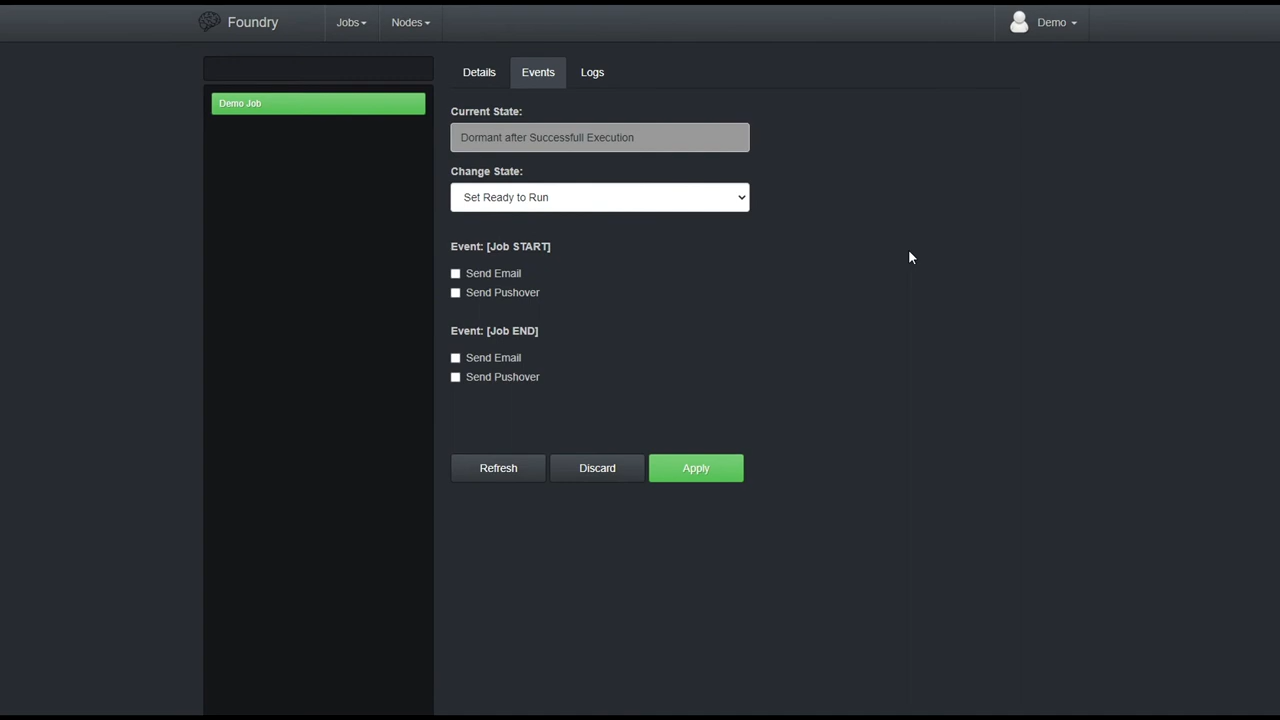 Foundry Jobs Nodes Demo
Details Events Logs
Demo Job
Current State:
Dormant after Successfull Execution
Change State:
Set Ready to Run
Event: [Job START]
Send Email
Send Pushover
Event: [Job END]
Send Email
Send Pushover
Refresh Discard Apply